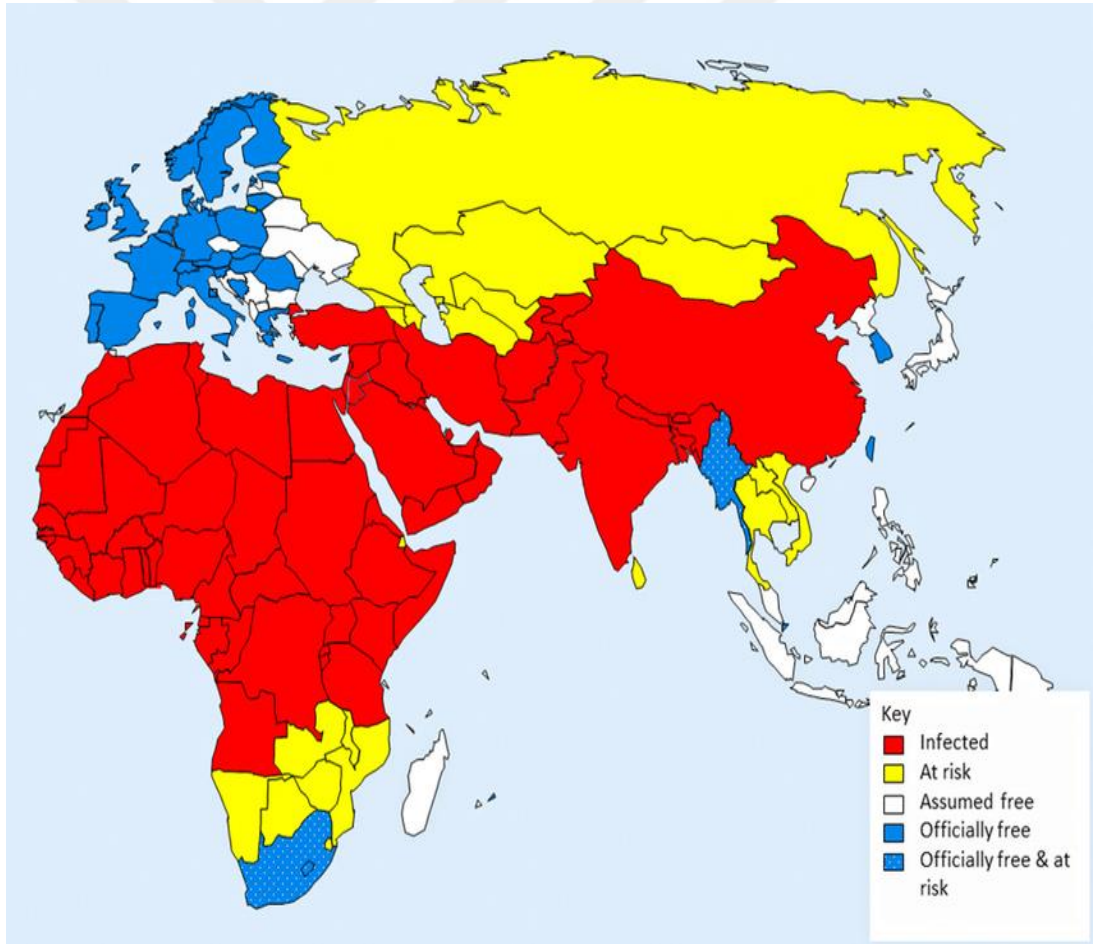 Key
Infected
At risk
Assumed free
Officially free
Officially free & at
risk